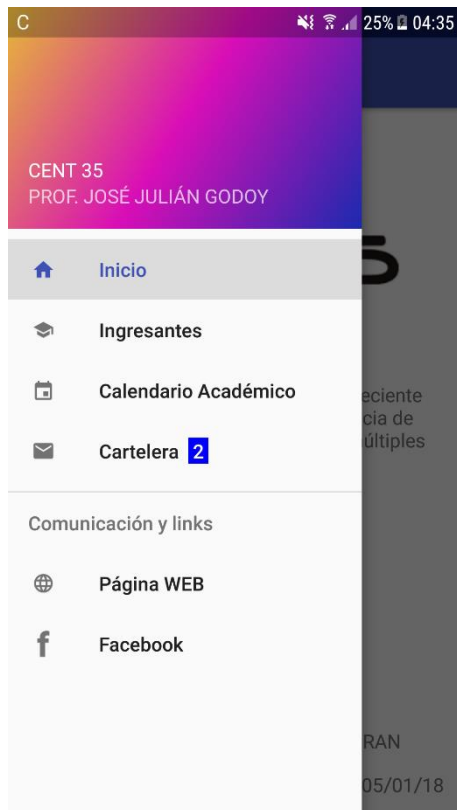 C 25% 04:35
CENT 35
PROF. JOSÉ JULIÁN GODOY
Inicio
Ingresantes
Calendario Académico
Cartelera 2
Comunicación y links
Página WEB
Facebook
eciente
cia de
últiples
RAN
05/01/18